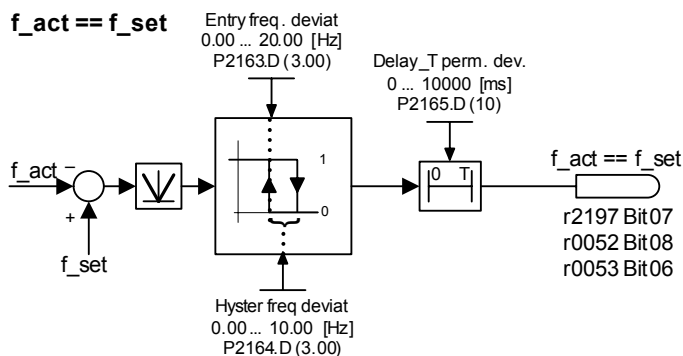 f_act == f_set
Entry freq. deviat
0.00 ... 20.00 [Hz]
P2163.D (3.00)
Delay_T perm. dev.
0 ... 10000 [ms]
P2165.D (10)
f_act
–
+
f_set
1
0
0 T
f_act == f_set
r2197 Bit07
r0052 Bit08
r0053 Bit06
Hyster freq deviat
0.00 ... 10.00 [Hz]
P2164.D (3.00)